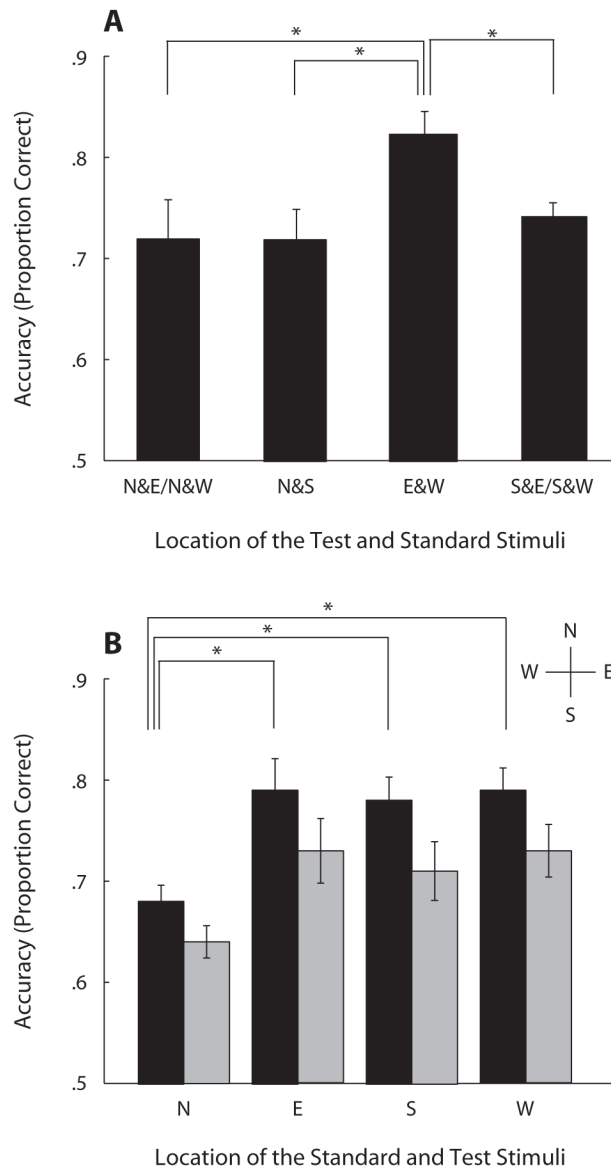 A
*
*
*
.9
.8
.7
.6
.5
Accuracy (Proportion Correct)
N&E/N&W N&S E&W S&E/S&W
Location of the Test and Standard Stimuli
B
*
*
*
N
W E
S
.9
.8
.7
.6
.5
Accuracy (Proportion Correct)
N E S W
Location of the Standard and Test Stimuli